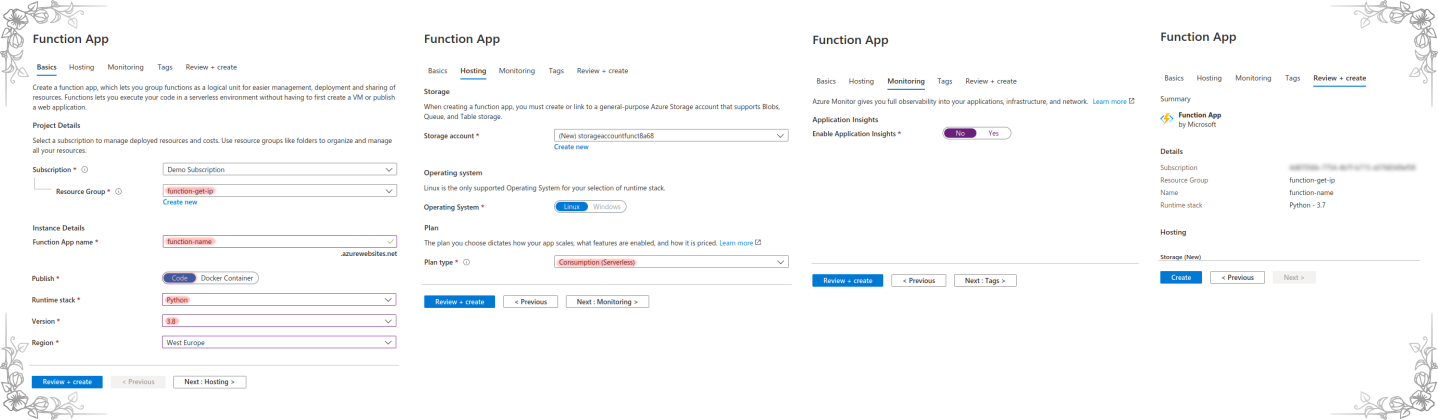 Function App
Basics Hosting Monitoring Tags Review + create
Create a function app, which lets you group functions as a logical unit for easier management, deployment and sharing of
resources. Functions lets you execute your code in a serverless environment without having to first create a VM or publish
a web application.
Project Details
Select a subscription to manage deployed resources and costs. Use resource groups like folders to organize and manage
all your resources.
Subscription * Demo Subscription
Resource Group * function-get-ip
Create new
Instance Details
Function App name * function-name
.azurewebsites.net
Publish * Code Docker Container
Runtime stack * Python
Version * 3.8
Region * West Europe
Review + create < Previous Next : Hosting >
Function App
Basics Hosting Monitoring Tags Review + create
Storage
When creating a function app, you must create or link to a general-purpose Azure Storage account that supports Blobs,
Queue, and Table storage.
Storage account * (New) storageaccountfunct8a68
Create new
Operating system
Linux is the only supported Operating System for your selection of runtime stack.
Operating System * Linux Windows
Plan
The plan you choose dictates how your app scales, what features are enabled, and how it is priced. Learn more
Plan type * Consumption (Serverless)
Review + create < Previous Next : Monitoring >
Function App
Basics Hosting Monitoring Tags Review + create
Azure Monitor gives you full observability into your applications, infrastructure, and network. Learn more
Application Insights
Enable Application Insights * No Yes
Review + create < Previous Next : Tags >
Function App
Basics Hosting Monitoring Tags Review + create
Summary
Function App
by Microsoft
Details
Subscription
Resource Group function-get-ip
Name function-name
Runtime stack Python - 3.7
Hosting
Storage (New)
Create < Previous Next >